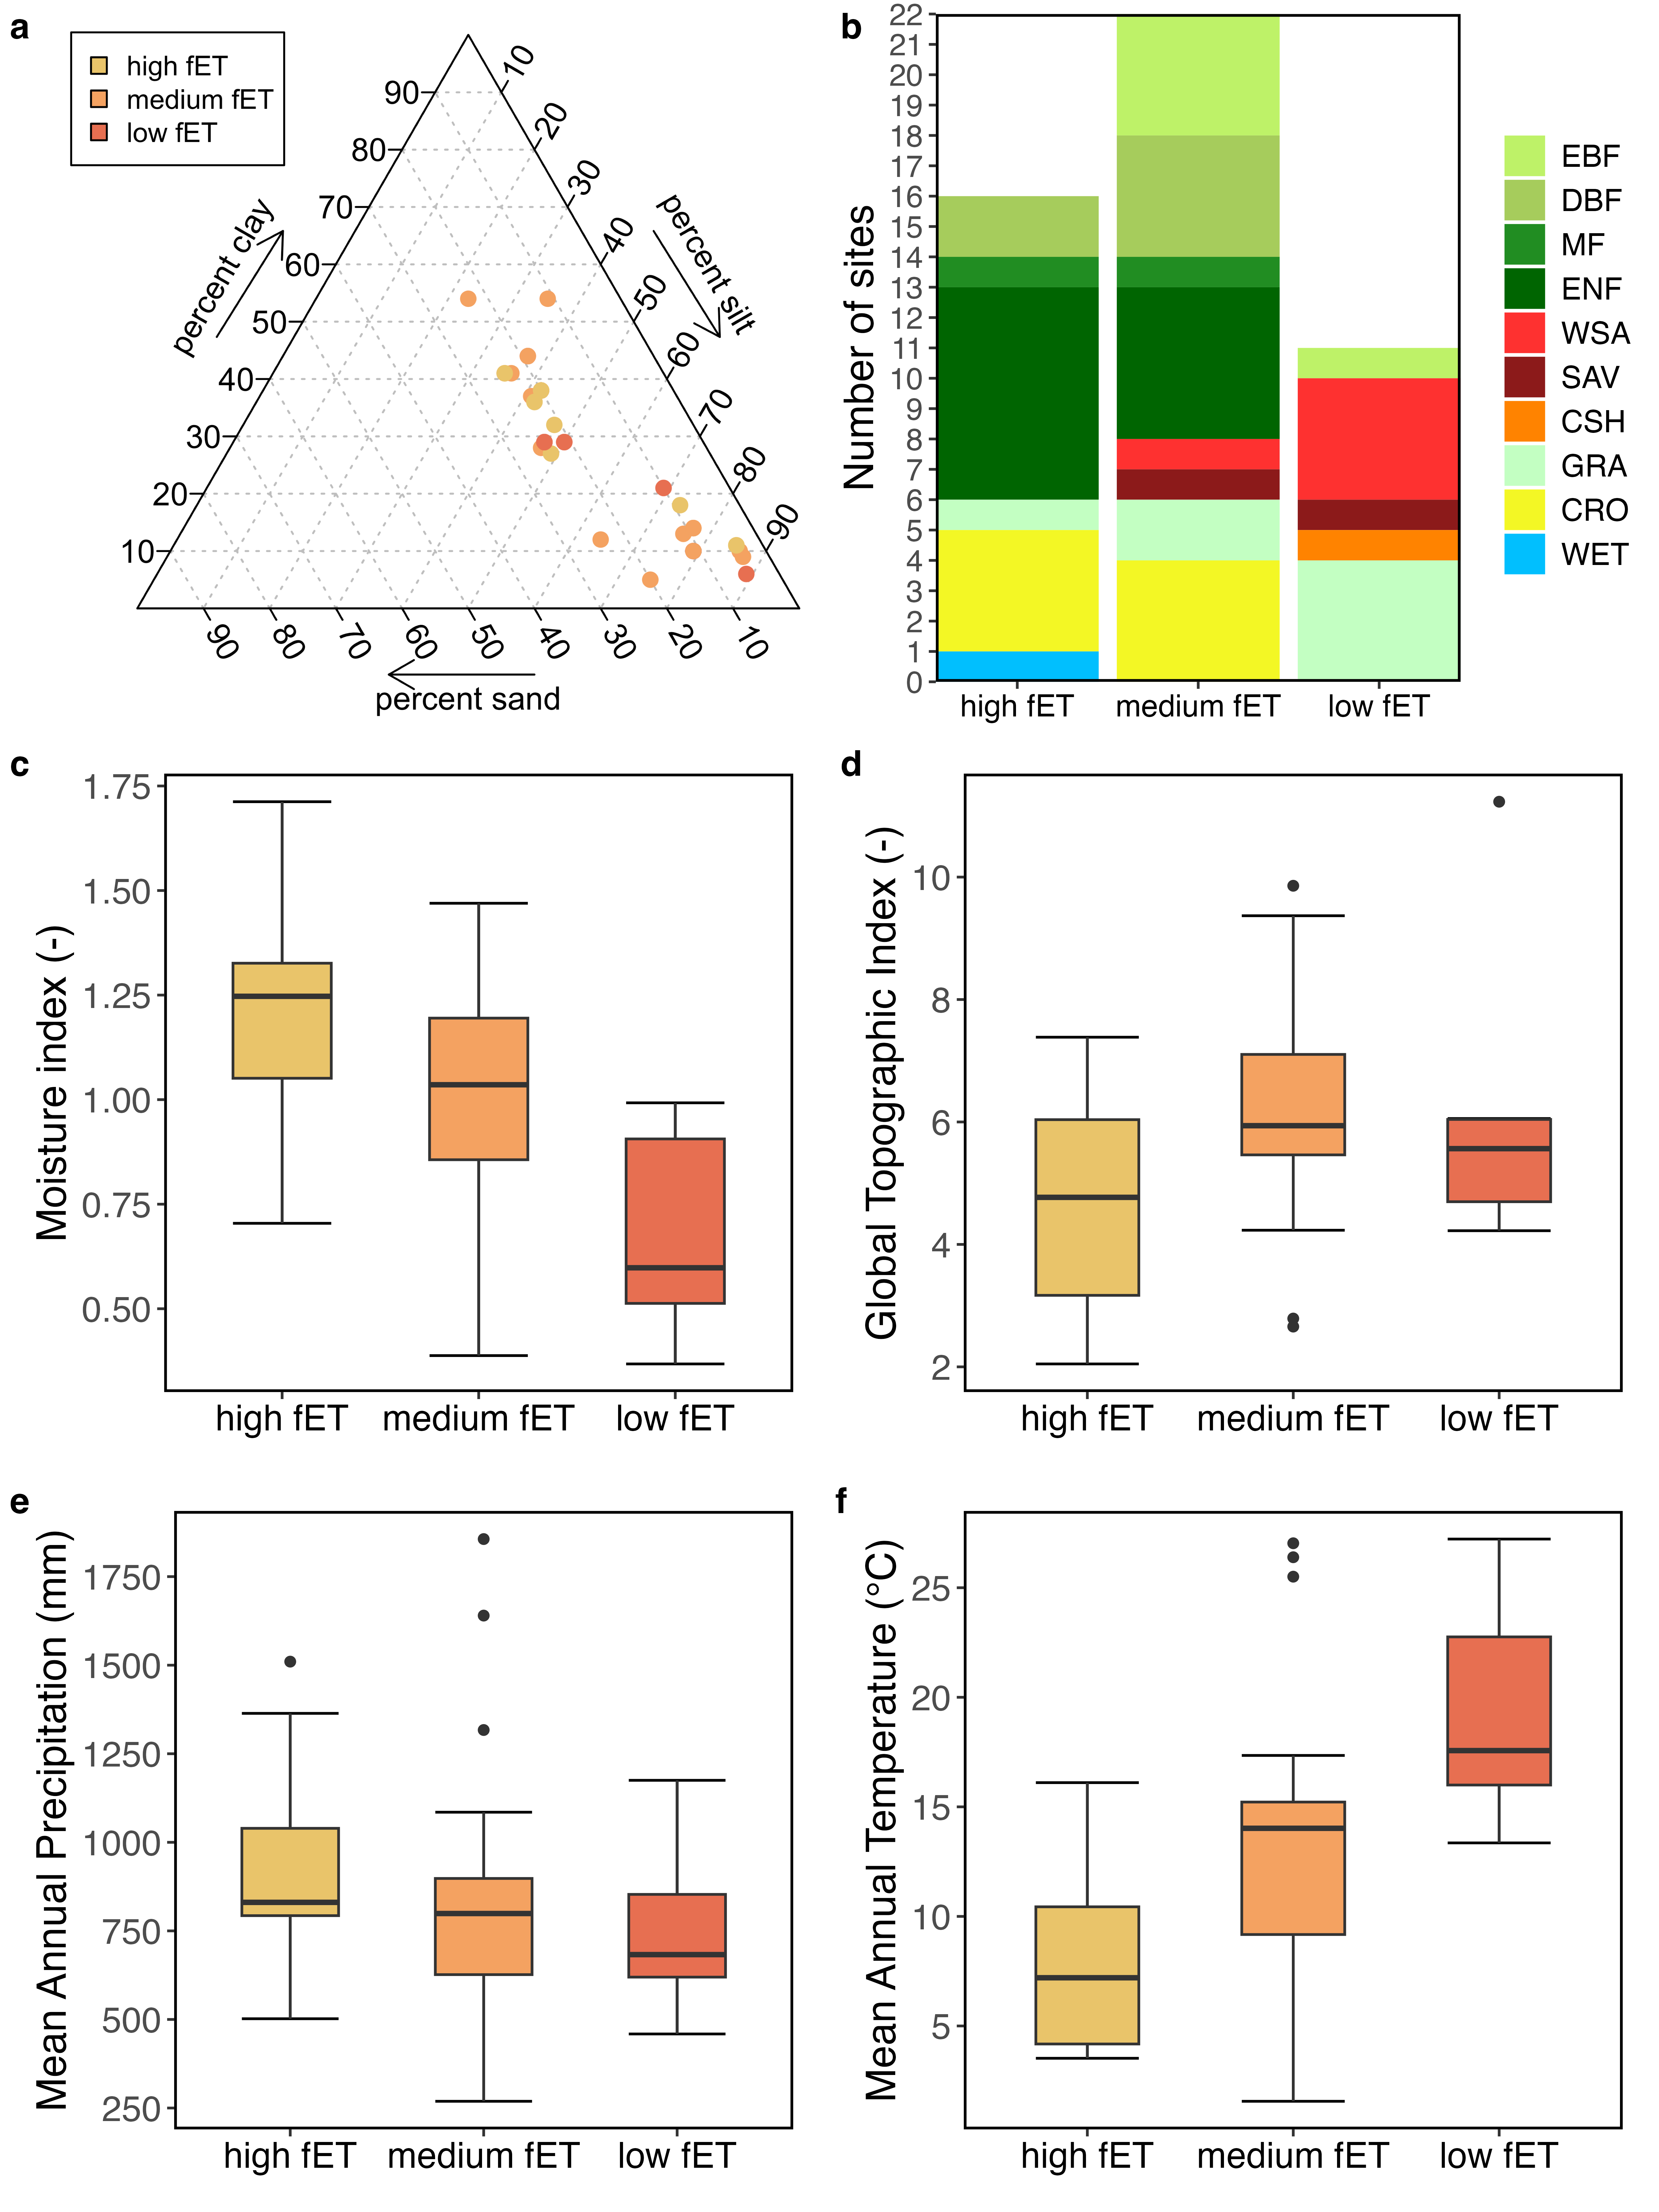 a
high fET
medium fET
low fET
90
80
70
60
50
40
30
20
10
percent clay
10
20
30
40
50
60
70
80
90
percent silt
90
80
70
60
50
40
30
20
10
percent sand
b
Number of sites
22
21
20
19
18
17
16
15
14
13
12
11
10
9
8
7
6
5
4
3
2
1
0
high fET
medium fET
low fET
EBF
DBF
MF
ENF
WSA
SAV
CSH
GRA
CRO
WET
c
Moisture index (-)
1.75
1.50
1.25
1.00
0.75
0.50
high fET
medium fET
low fET
d
Global Topographic Index (-)
10
8
6
4
2
high fET
medium fET
low fET
e
Mean Annual Precipitation (mm)
1750
1500
1250
1000
750
500
250
high fET
medium fET
low fET
f
Mean Annual Temperature (°C)
25
20
15
10
5
high fET
medium fET
low fET